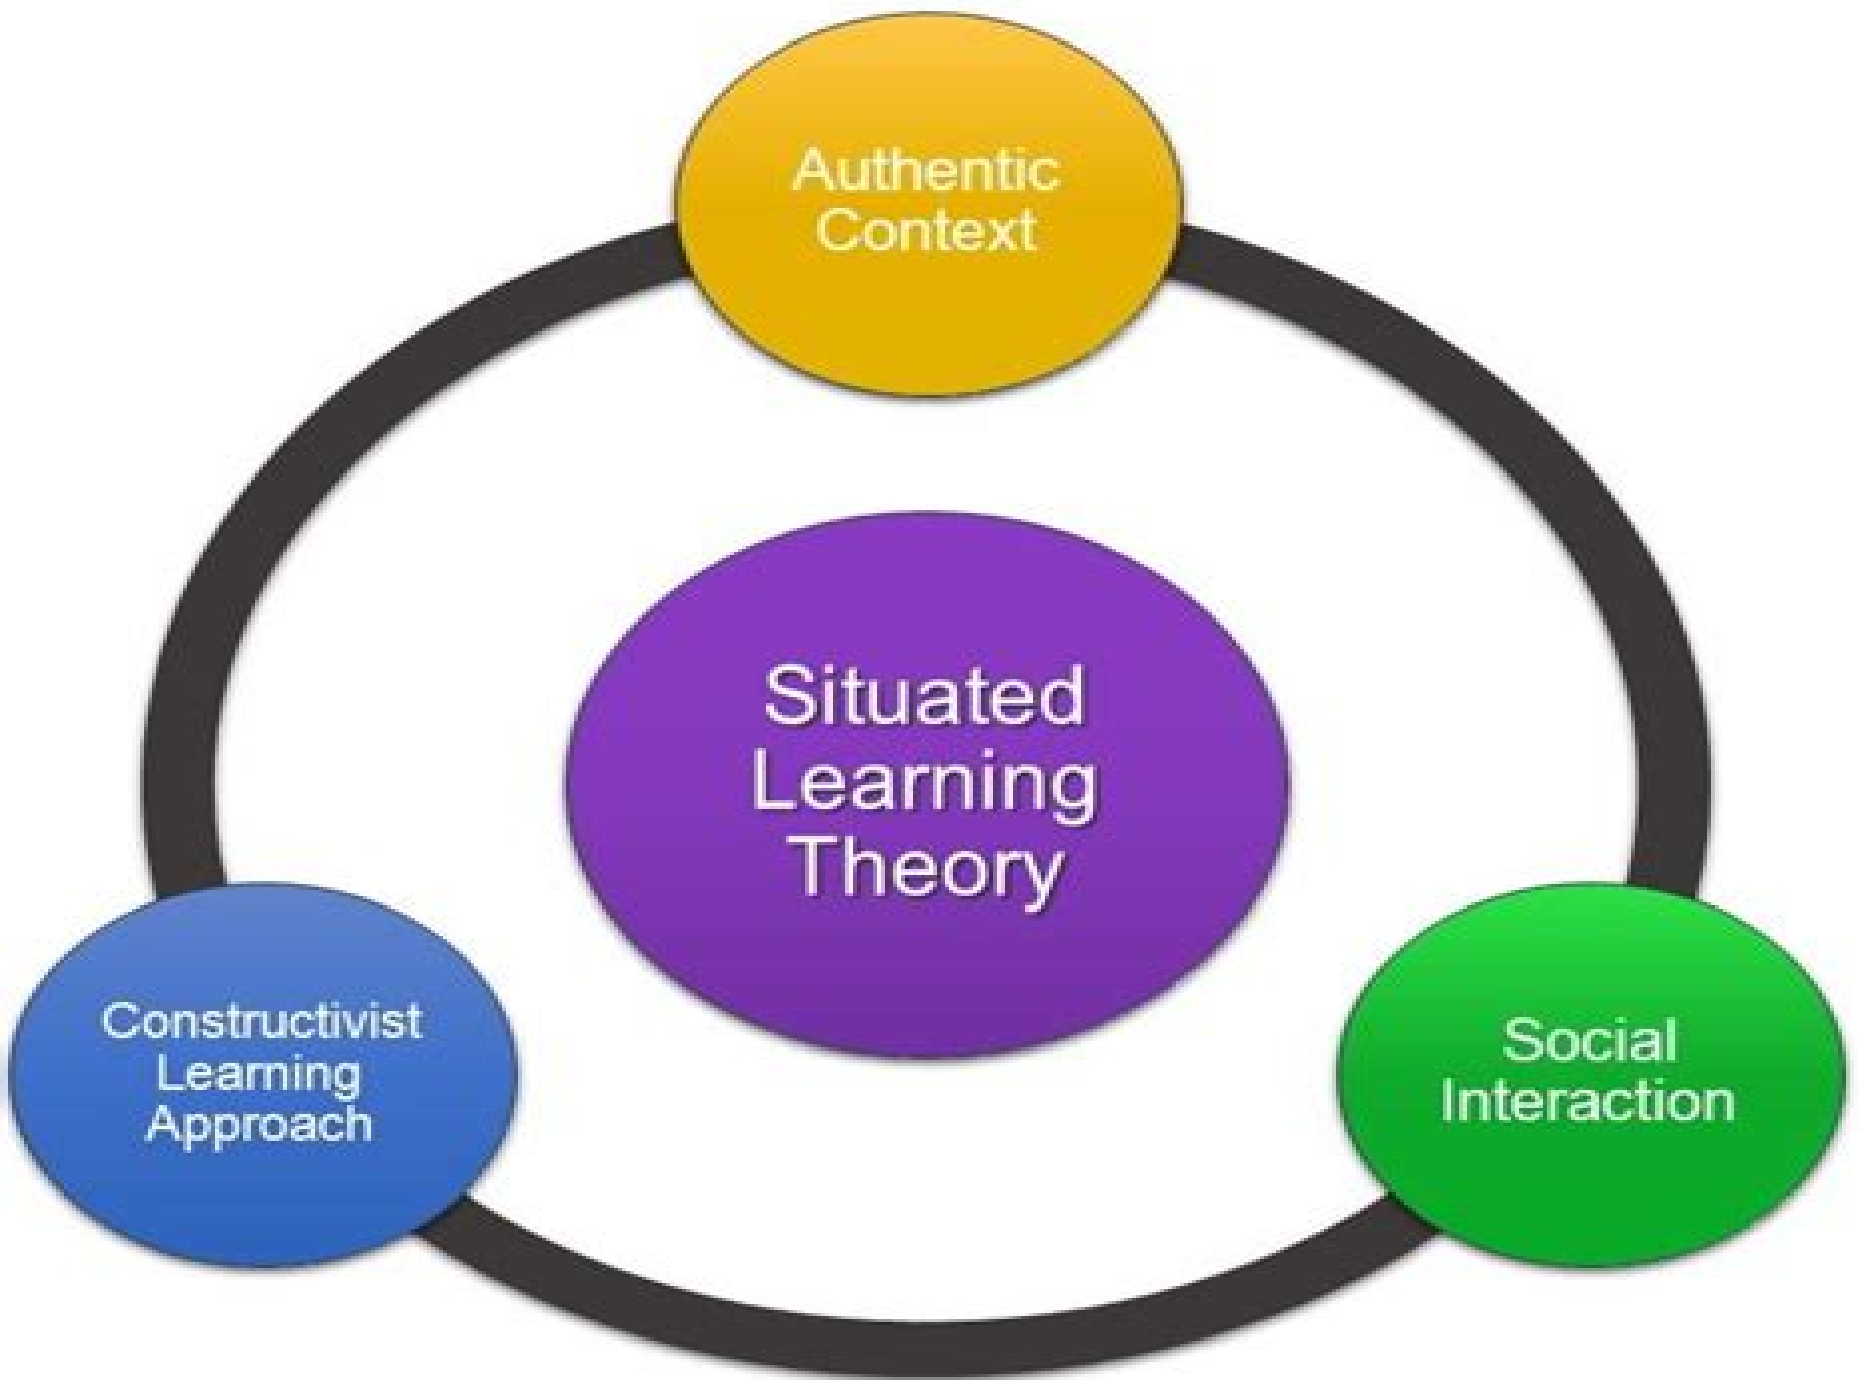 Authentic
Context
Situated
Learning
Theory
Constructivist
Learning
Approach
Social
Interaction